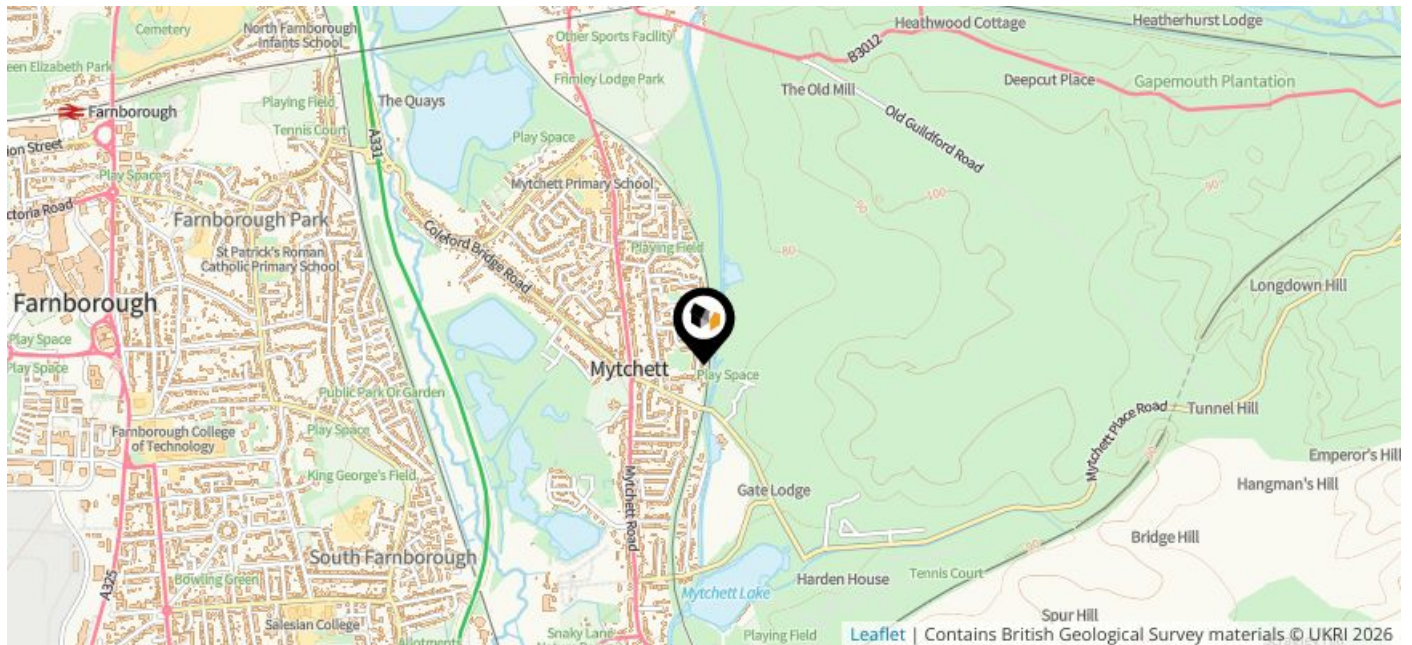 Cemetery
North Farnborough
Infants School
Other Sports Facility
Heathwood Cottage
Heatherhurst Lodge
B3012
een Elizabeth Park
Frimley Lodge Park
Deepcut Place
Gapemouth Plantation
The Old Mill
Playing Field
The Quays
Farnborough
Old Guildford Road
Tennis Court
A331
Play Space
ion Street
Play Space
Mytchett Primary School
90
100
90
ctoria Road
Farnborough Park
Coleford Bridge Road
St Patrick's Roman
Catholic Primary School
Playing Field
80
Longdown Hill
Farnborough
Play Space
Play Space
Mytchett
Play Space
Public Park Or Garden
Mytchett Place Road
Tunnel Hill
Farnborough College
of Technology
Play Space
Emperor's Hill
King George's Field
Mytchett Road
Gate Lodge
Hangman's Hill
Bridge Hill
South Farnborough
A325
Bowling Green
Harden House
Tennis Court
Mytchett Lake
Spur Hill
Salesian College
Snaky Lane
Playing Field
Allotments
Leaflet | Contains British Geological Survey materials © UKRI 2026